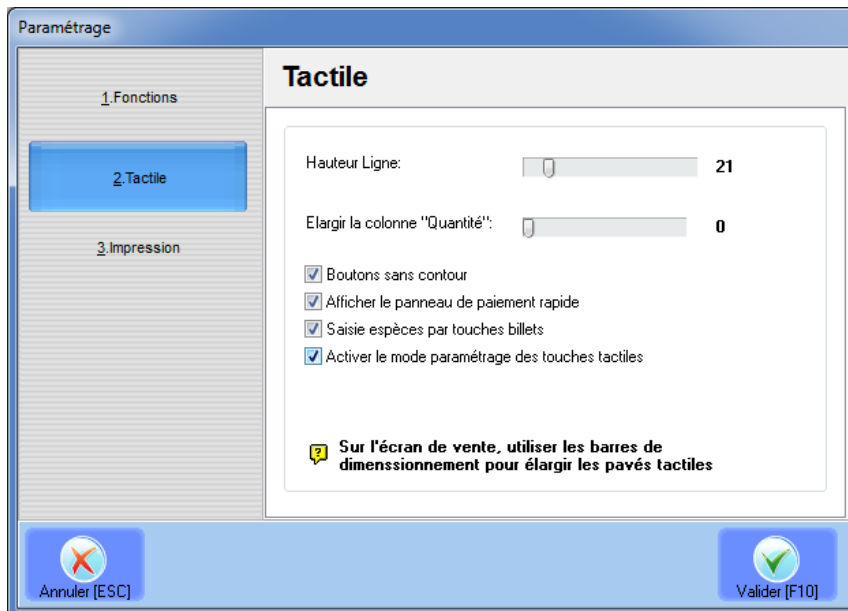 Paramétrage
1.Fonctions
2.Tactile
3.Impression
Tactile
Hauteur Ligne:
21
Elargir la colonne "Quantité":
0
Boutons sans contour
Afficher le panneau de paiement rapide
Saisie espèces par touches billets
Activer le mode paramétrage des touches tactiles
? Sur l'écran de vente, utiliser les barres de
dimenssionnement pour élargir les pavés tactiles
Annuler [ESC]
Valider [F10]